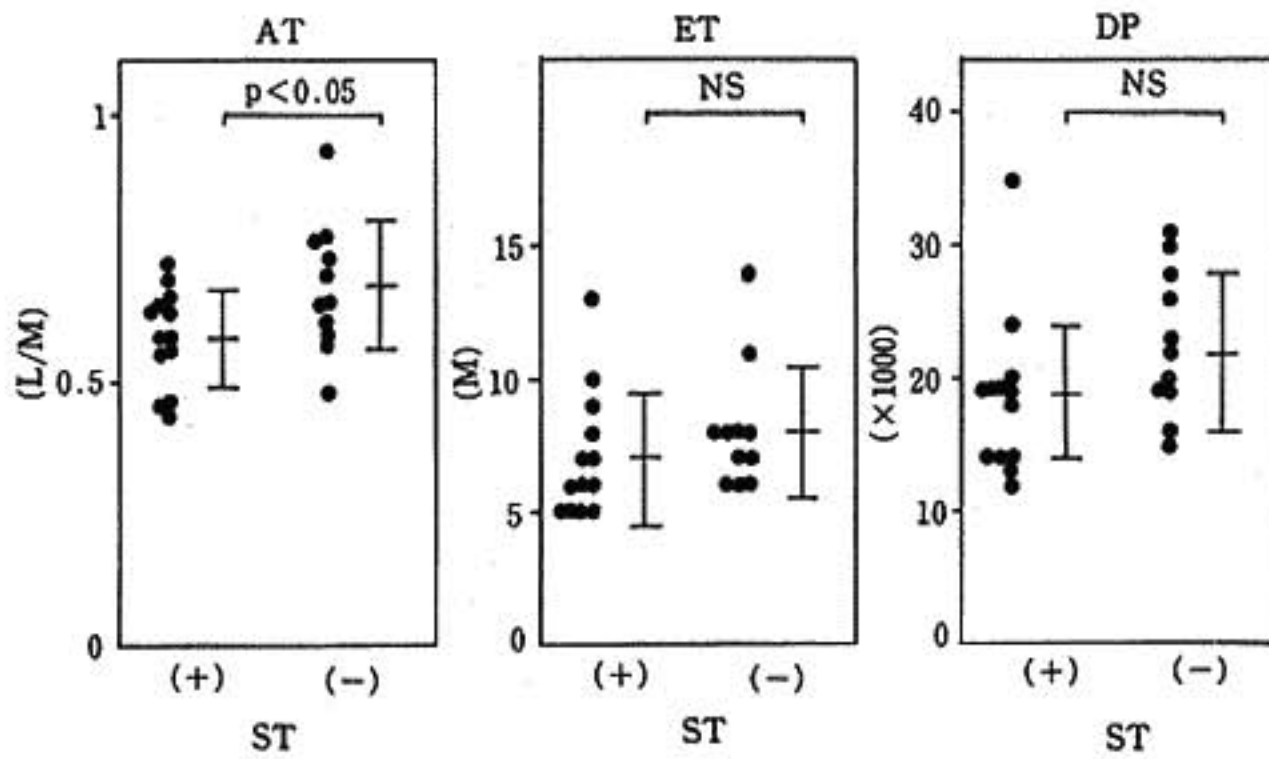 AT
p<0.05
1
0.5
0
(L/M)
(+) (−)
ST
ET
NS
15
10
5
0
(M)
(+) (−)
ST
DP
NS
40
30
20
10
0
(×1000)
(+) (−)
ST